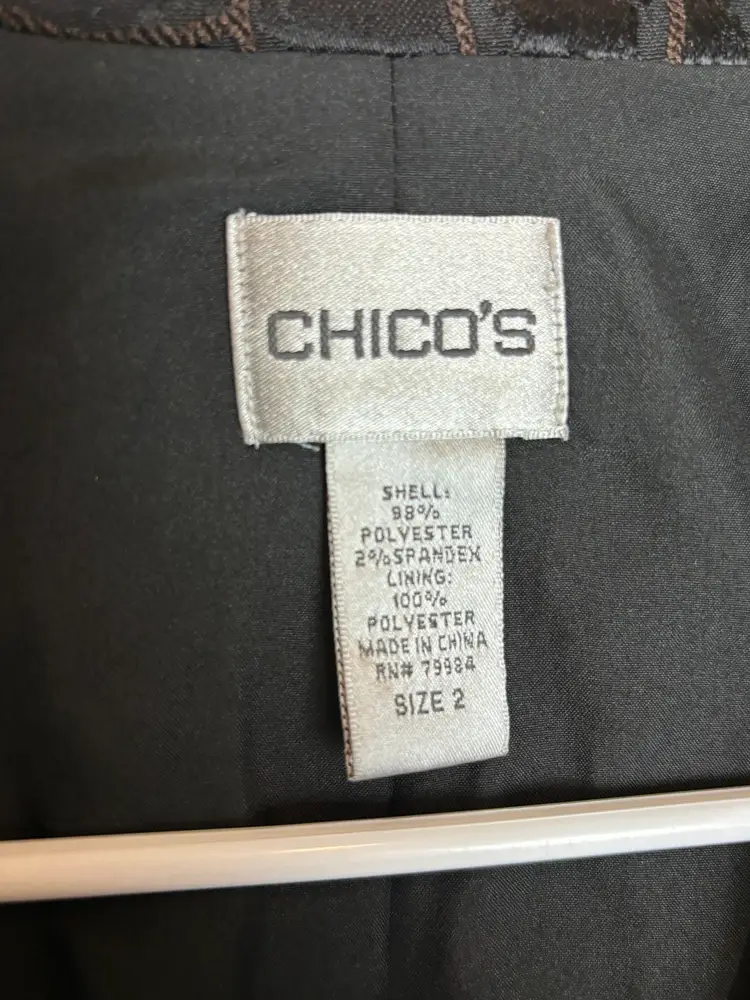 CHICO'S
SHELL:
98%
POLYESTER
2%SPANDEX
LINING:
100%
POLYESTER
MADE IN CHINA
RN# 79984
SIZE 2